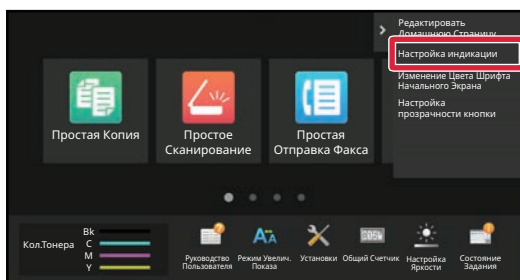 Редактировать
Домашнюю Страницу
Настройка индикации
Изменение Цвета Шрифта
Начального Экрана
Настройка
прозрачности кнопки
Простая Копия
Простое
Сканирование
Простая
Отправка Факса
Кол.Тонера
Bk
C
M
Y
Руководство
Пользователя
Режим Увелич.
Показа
Установки
Общий Счетчик
Настройка
Яркости
Состояние
Задания